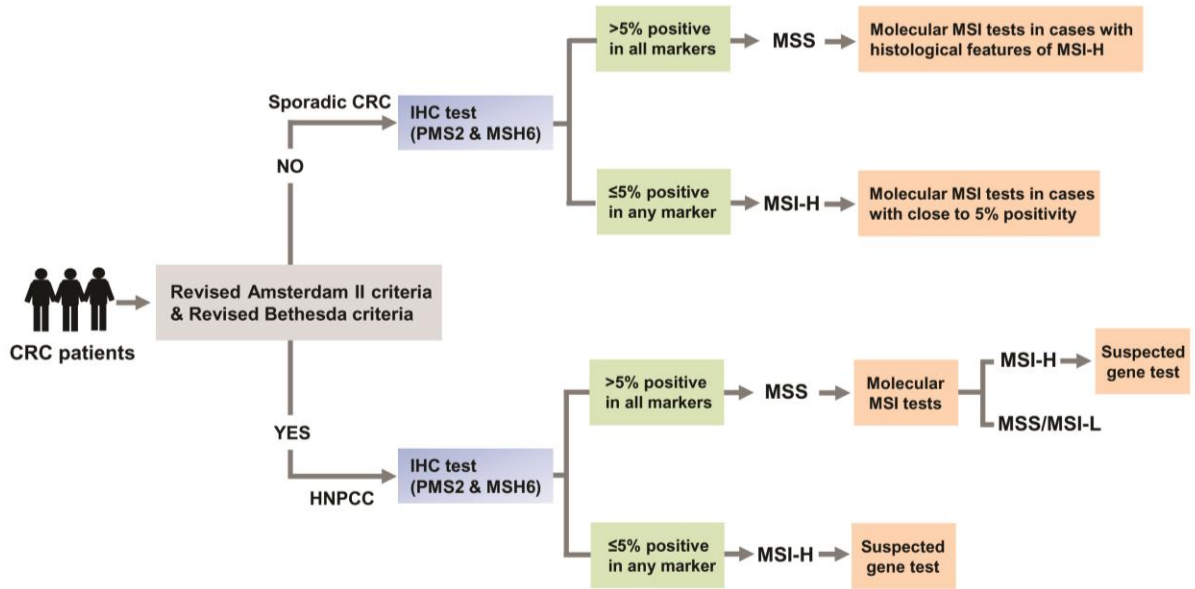 CRC patients
Revised Amsterdam II criteria
& Revised Bethesda criteria
NO
Sporadic CRC
IHC test
(PMS2 & MSH6)
>5% positive
in all markers
MSS
Molecular MSI tests in cases with
histological features of MSI-H
≤5% positive
in any marker
MSI-H
Molecular MSI tests in cases
with close to 5% positivity
YES
HNPCC
IHC test
(PMS2 & MSH6)
>5% positive
in all markers
MSS
Molecular
MSI tests
MSI-H
Suspected
gene test
MSS/MSI-L
≤5% positive
in any marker
MSI-H
Suspected
gene test